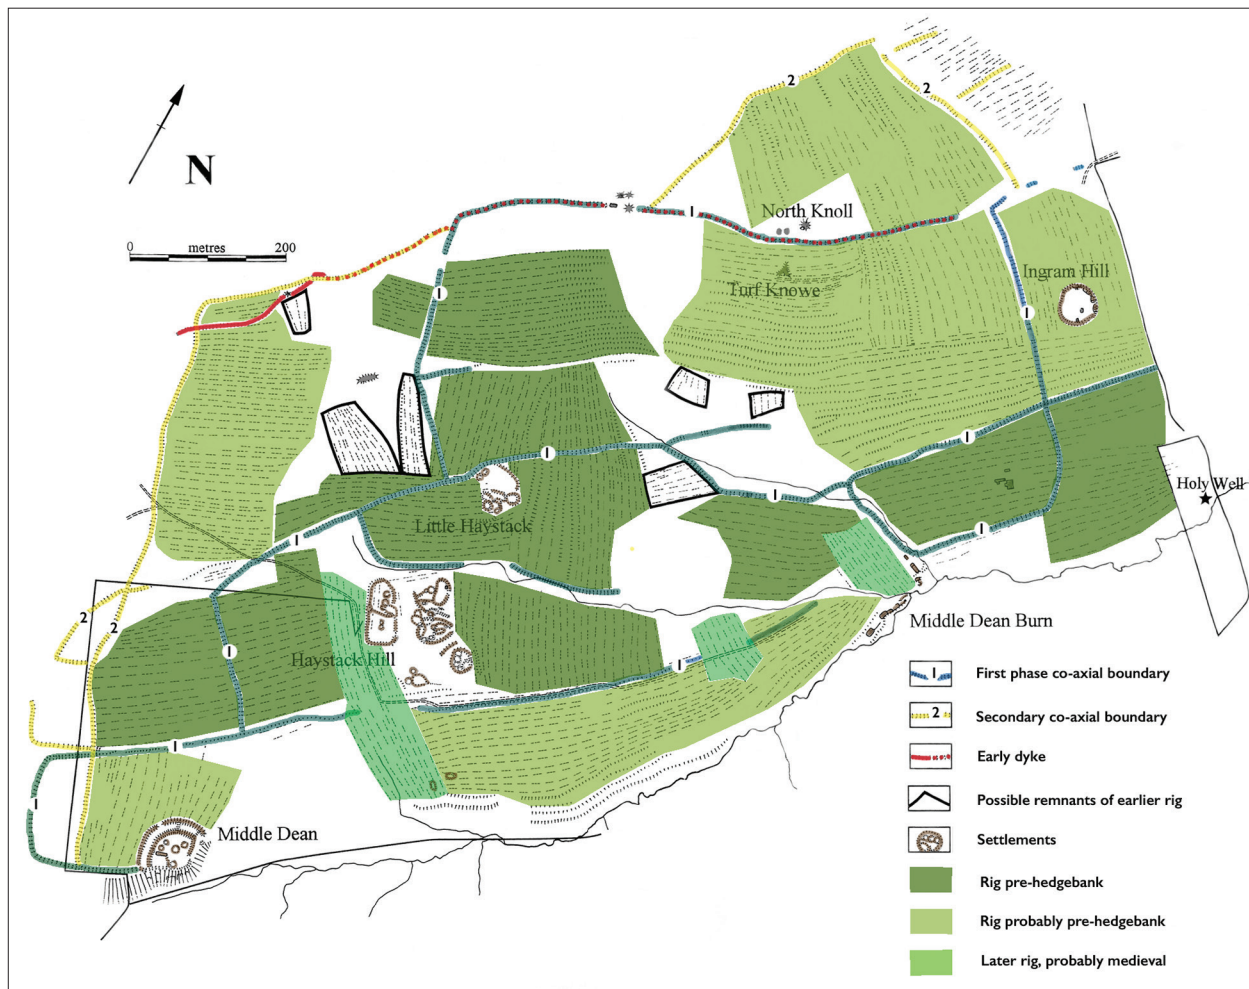 2
2
N
1
North Knoll
0 metres 200
Ingram Hill
Turf Knowe
1
1
1
1
Holy Well
Little Haystack
1
1
1
2
2
Middle Dean Burn
1
Haystack Hill
1
1
1
Middle Dean
1 First phase co-axial boundary
2 Secondary co-axial boundary
Early dyke
Possible remnants of earlier rig
Settlements
Rig pre-hedgebank
Rig probably pre-hedgebank
Later rig, probably medieval